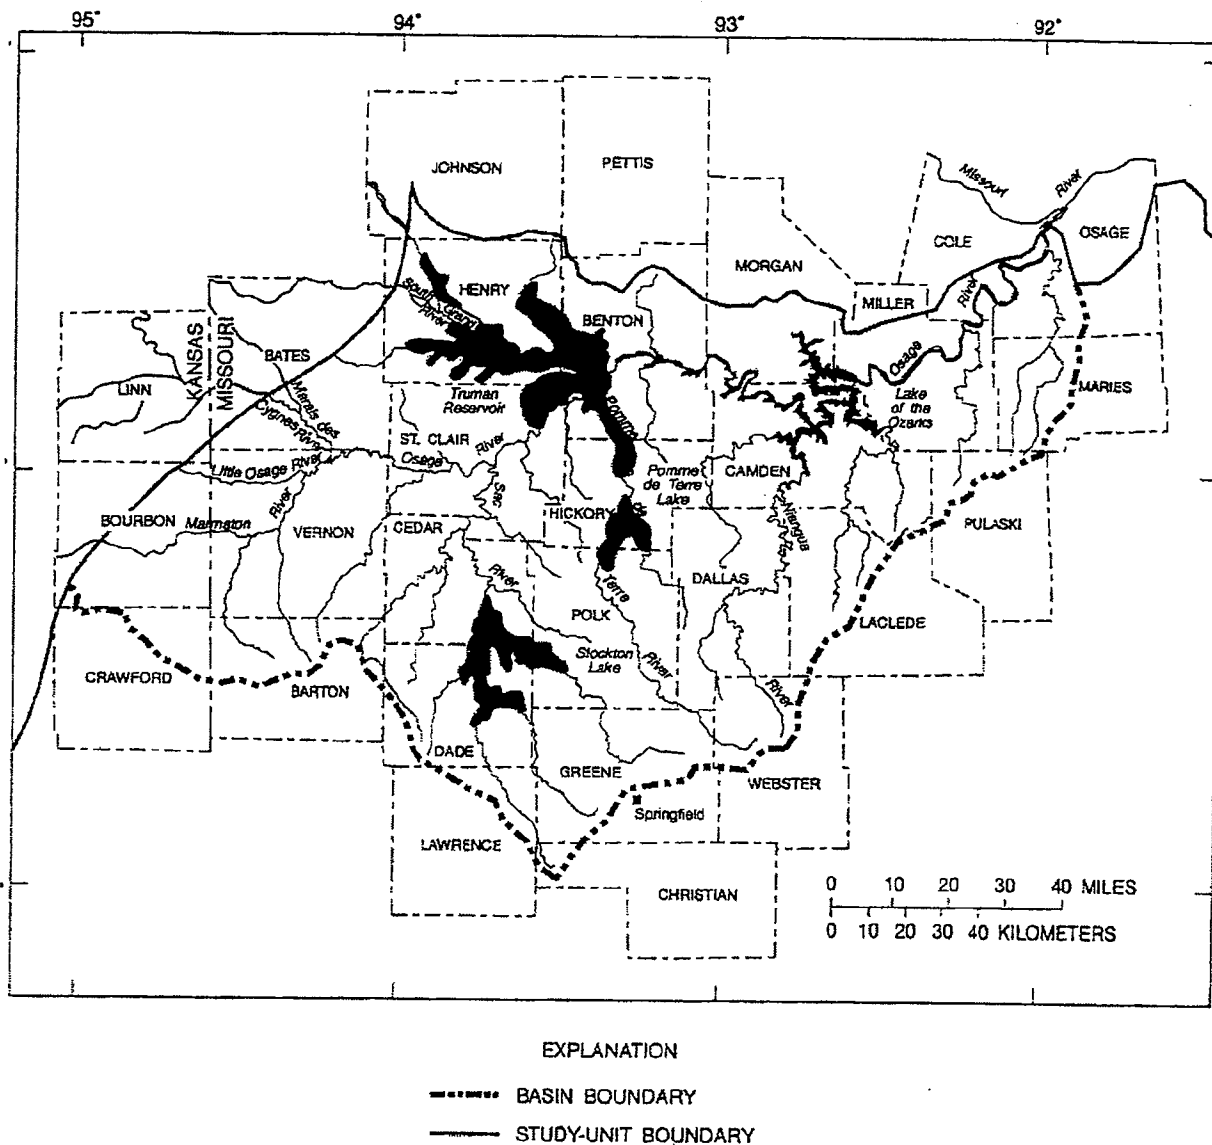 95° 94° 93° 92°
JOHNSON
PETTIS
Missouri River
COLE
OSAGE
MORGAN
HENRY
MILLER
South Grand
River
BENTON
River
KANSAS
MISSOURI
BATES
Osage
LINN
Marais des
Cygnes River
Truman
Reservoir
Pomme
Lake
of the
Ozarks
MARIES
ST. CLAIR
Osage River
Little Osage River
Pomme
de Terre
Lake
CAMDEN
River
Sac
BOURBON
Marmaton
VERNON
CEDAR
HICKORY
de
Niangua
PULASKI
River
Terre
DALLAS
POLK
LACLEDE
Stockton
Lake
River
CRAWFORD
BARTON
River
DADE
GREENE
WEBSTER
Springfield
LAWRENCE
CHRISTIAN
0 10 20 30 40 MILES
0 10 20 30 40 KILOMETERS
EXPLANATION
BASIN BOUNDARY
STUDY-UNIT BOUNDARY